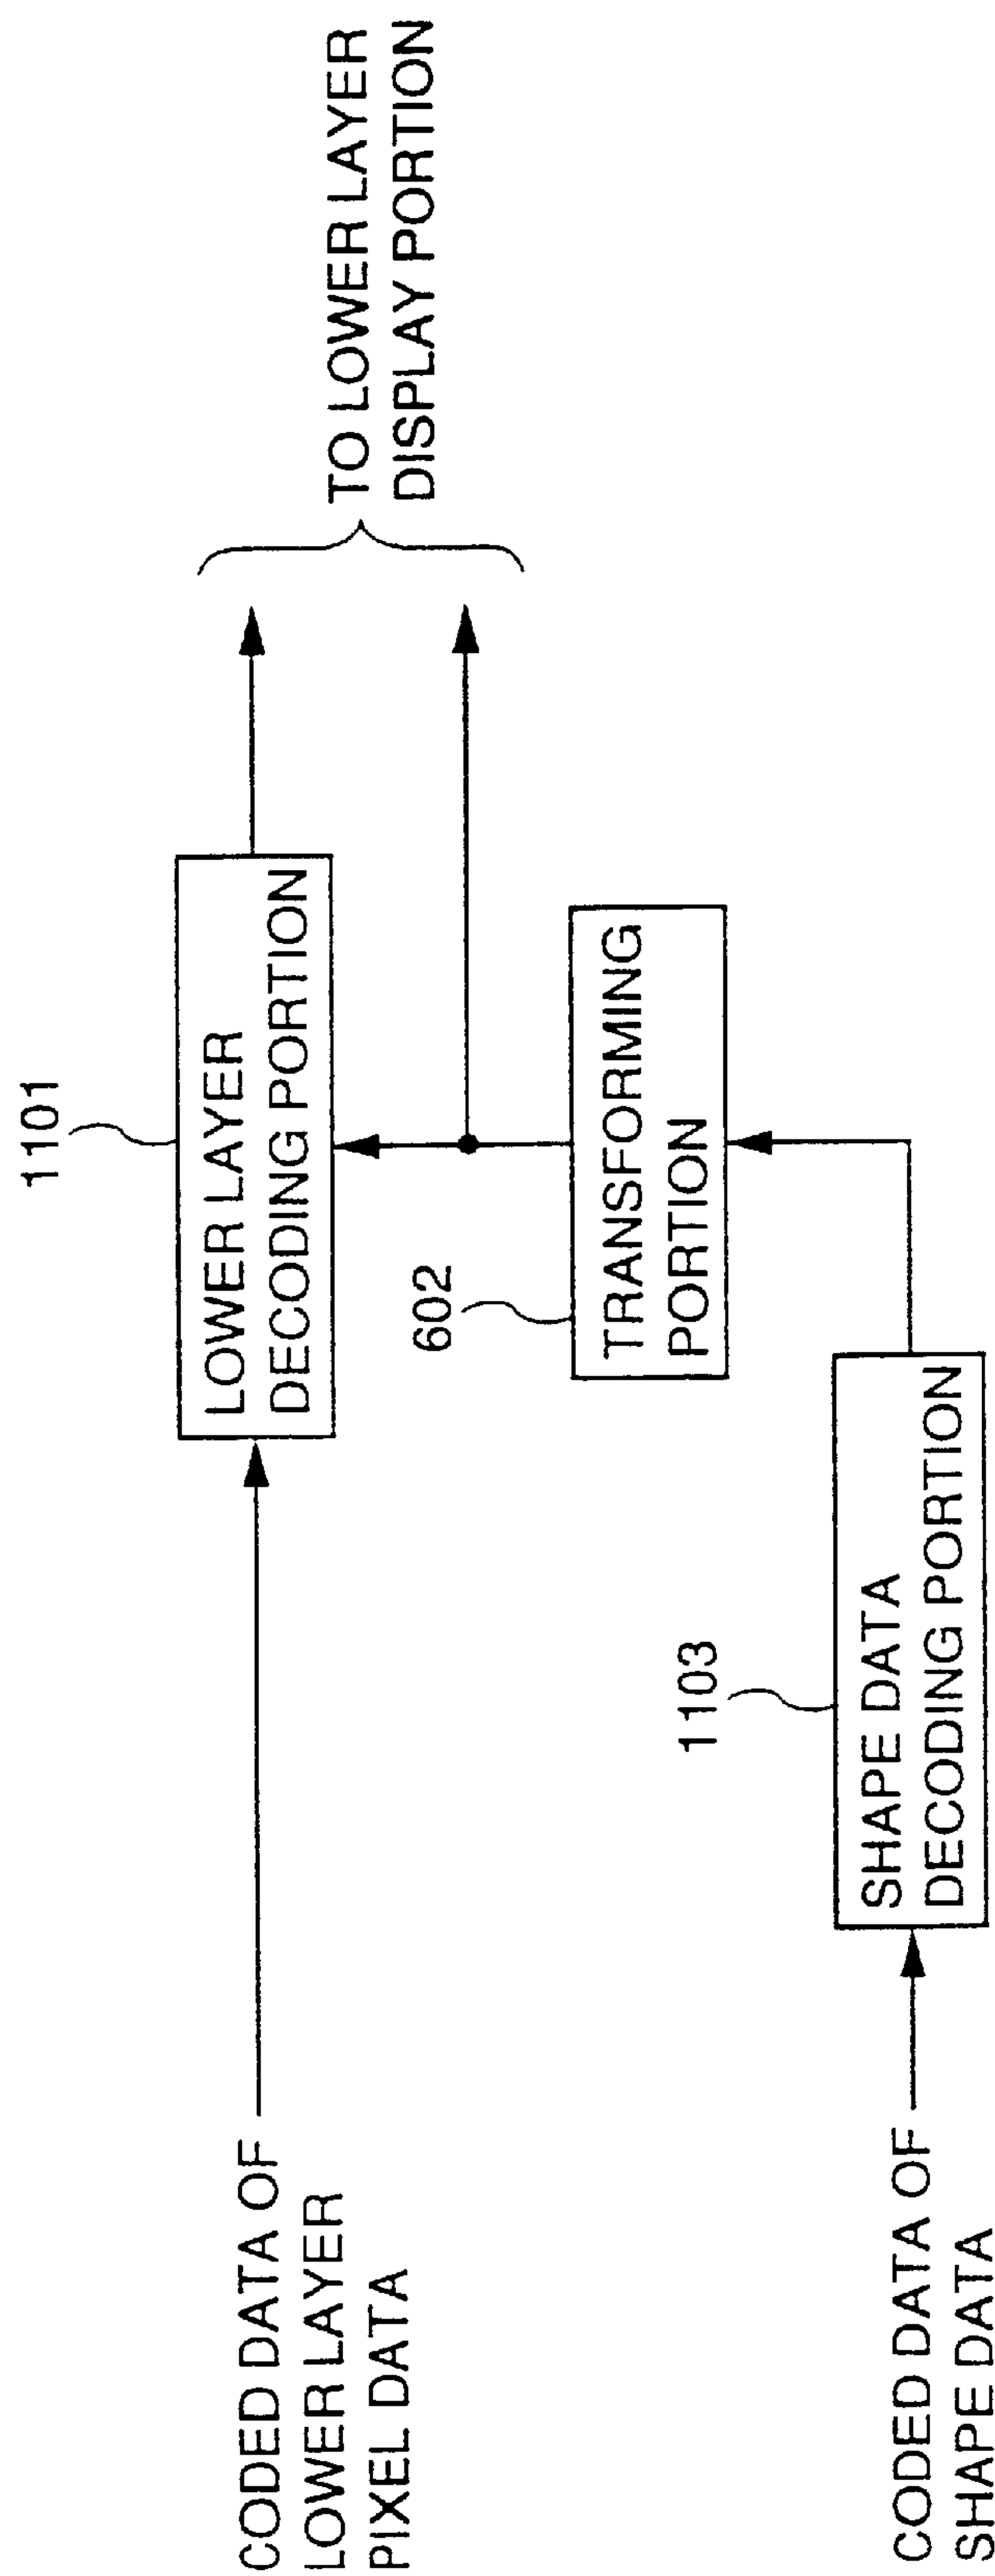 1101
LOWER LAYER
DECODING PORTION
TO LOWER LAYER
DISPLAY PORTION
CODED DATA OF
LOWER LAYER
PIXEL DATA
602
TRANSFORMING
PORTION
1103
SHAPE DATA
DECODING PORTION
CODED DATA OF
SHAPE DATA